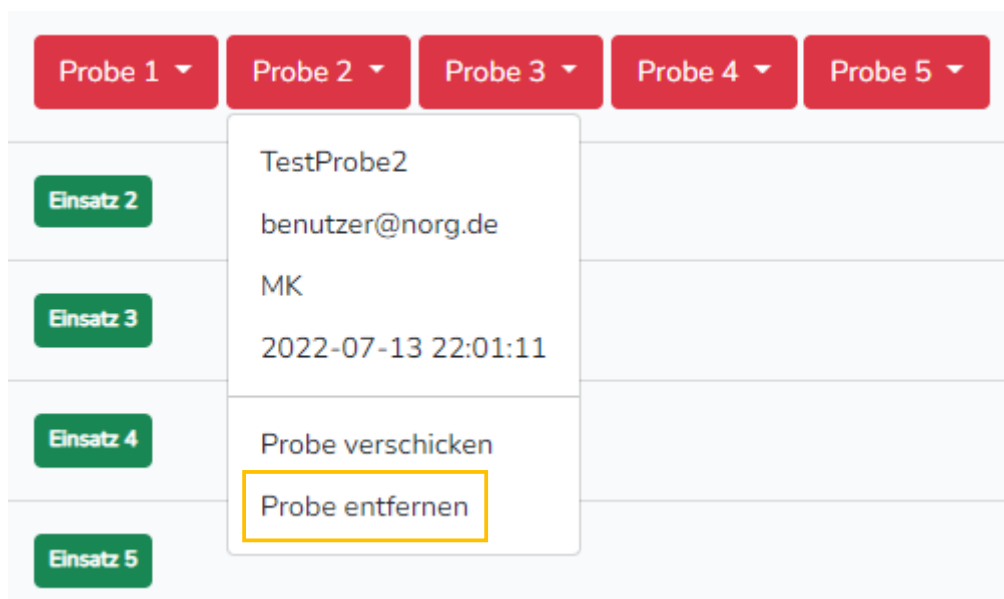 Probe 1
Probe 2
Probe 3
Probe 4
Probe 5
TestProbe2
Einsatz 2
benutzer@norg.de
MK
Einsatz 3
2022-07-13 22:01:11
Einsatz 4
Probe verschicken
Probe entfernen
Einsatz 5